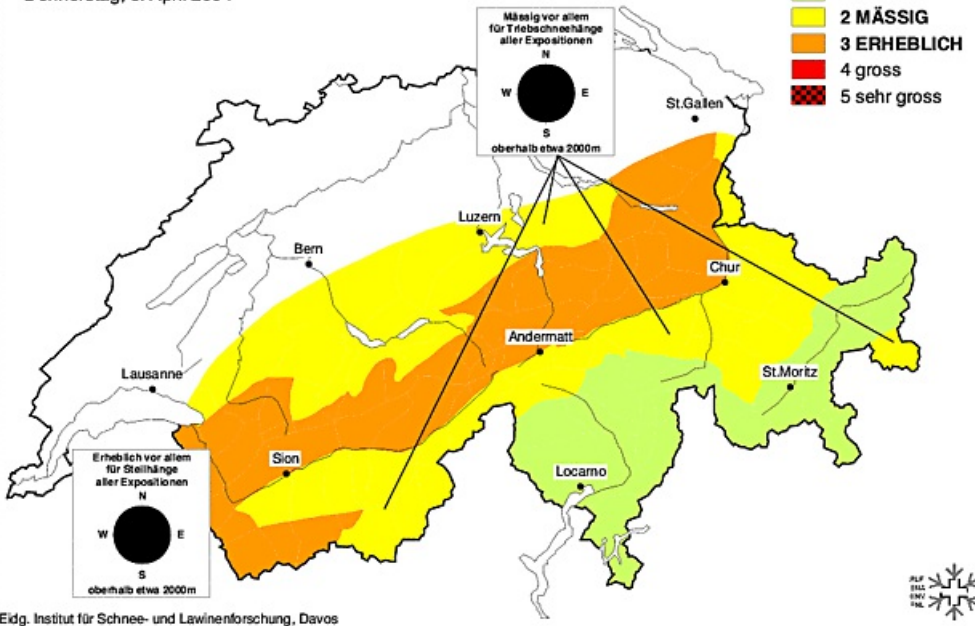 2 MÄSSIG
3 ERHEBLICH
4 gross
5 sehr gross
Mässig vor allem
für Triebschneehänge
aller Expositionen
N
W E
S
oberhalb etwa 2000m
St.Gallen
Luzern
Bern
Chur
Andermatt
Lausanne
St.Moritz
Sion
Locarno
Erheblich vor allem
für Steilhänge
aller Expositionen
N
W E
S
oberhalb etwa 2000m
SLF
ENA
Eidg. Institut für Schnee- und Lawinenforschung, Davos